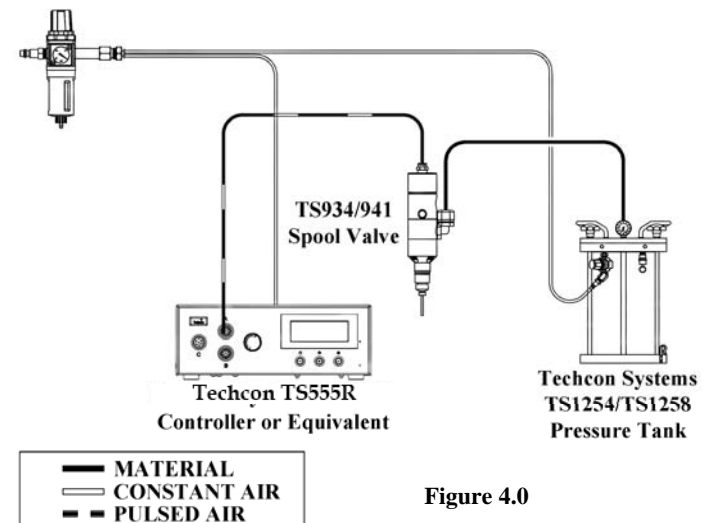 TS934/941
Spool Valve
Techcon TS555R
Controller or Equivalent
Techcon Systems
TS1254/TS1258
Pressure Tank
MATERIAL
CONSTANT AIR
PULSED AIR
Figure 4.0